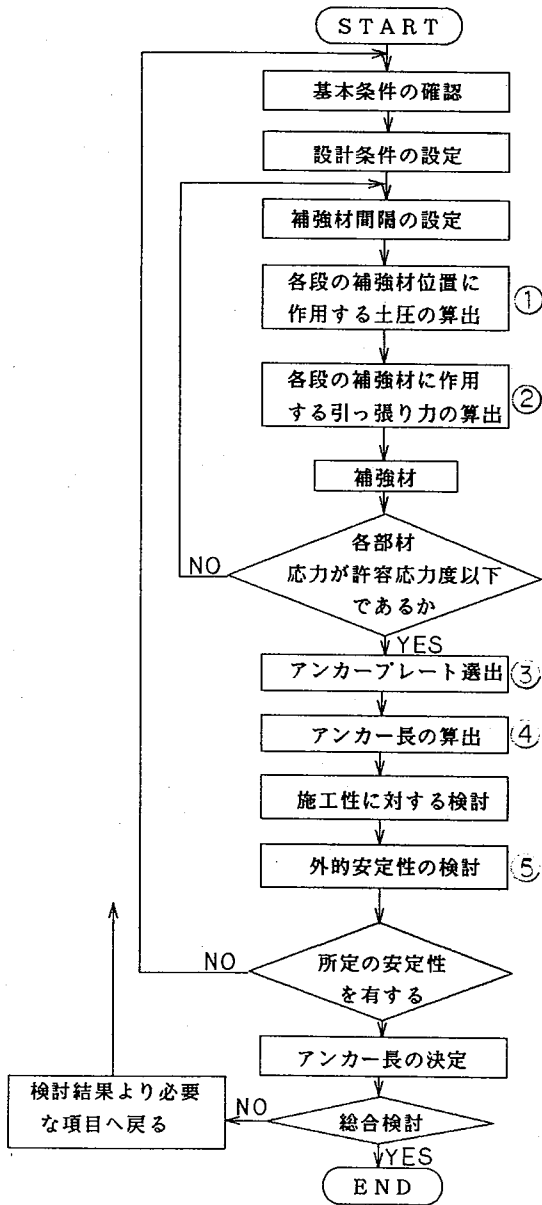 START
基本条件の確認
設計条件の設定
補強材間隔の設定
各段の補強材位置に
作用する土圧の算出
①
各段の補強材に作用
する引っ張り力の算出
②
補強材
各部材
応力が許容応力度以下
であるか
NO
YES
アンカープレート選出
③
アンカー長の算出
④
施工性に対する検討
外的安定性の検討
⑤
所定の安定性
を有する
NO
アンカー長の決定
総合検討
NO
検討結果より必要
な項目へ戻る
YES
END